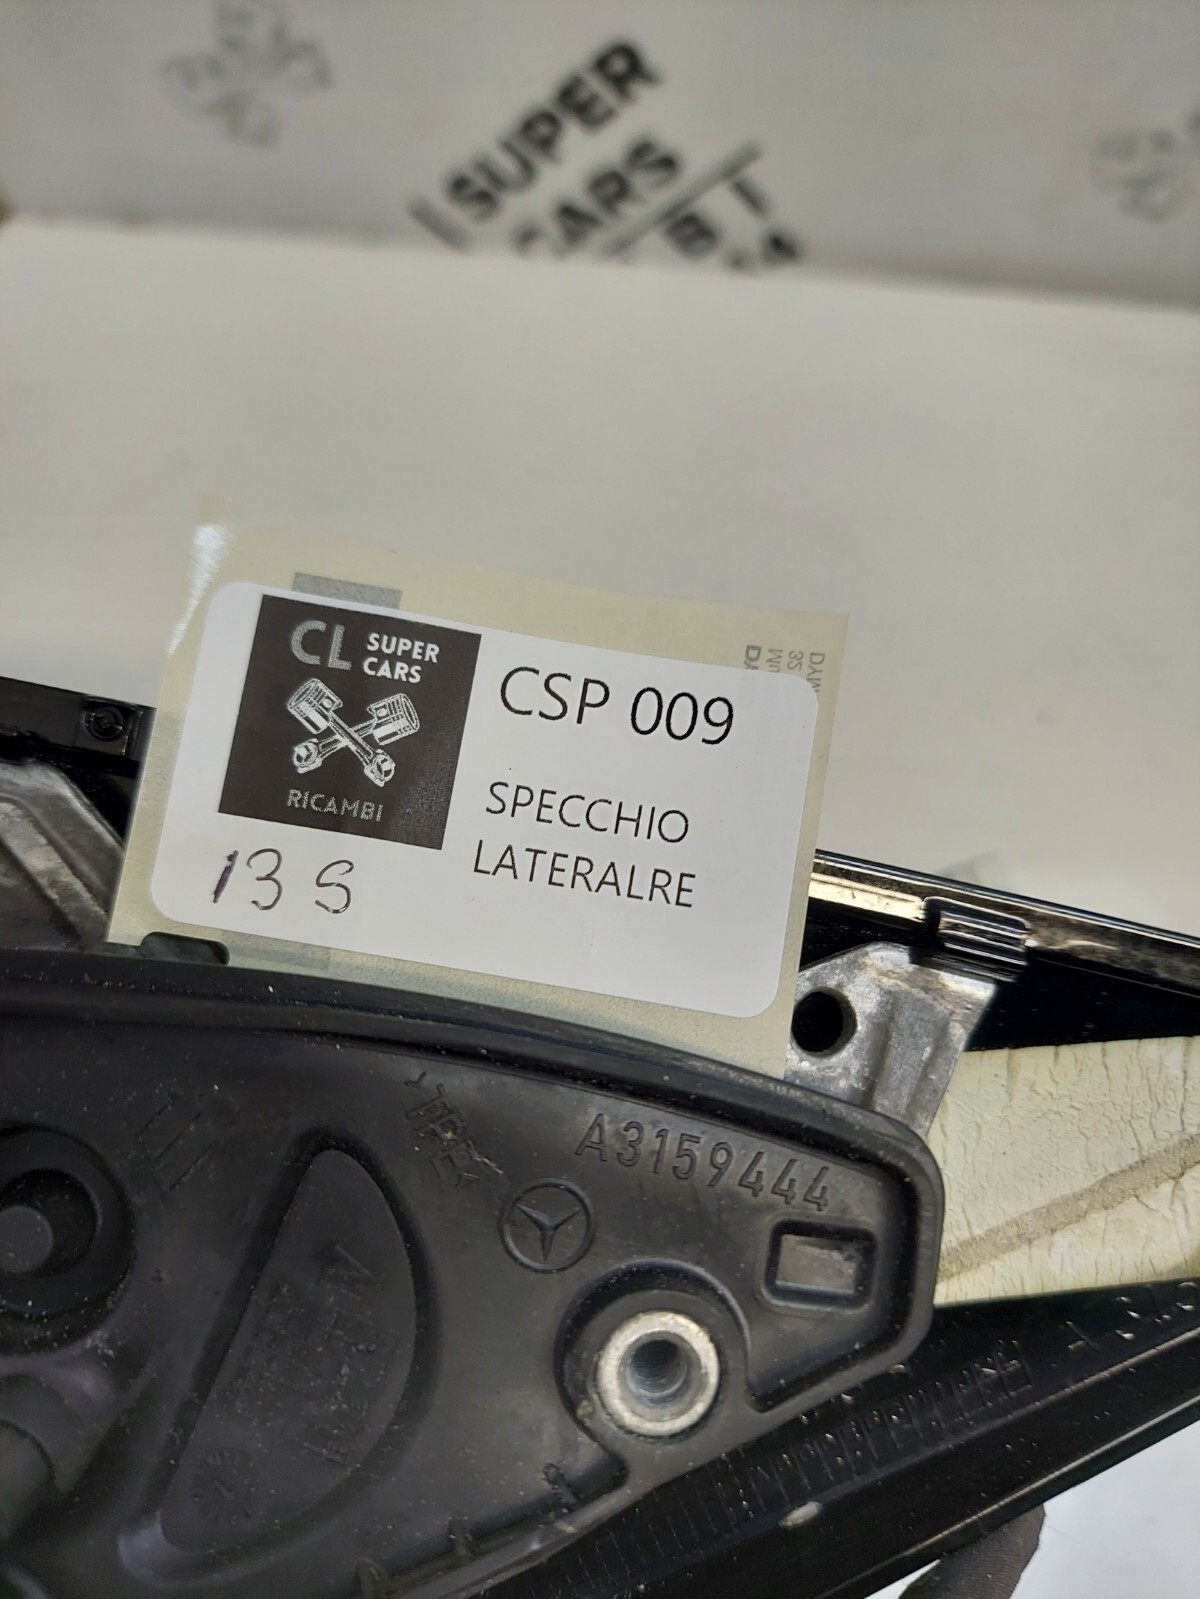 SUPER
CARS
CL SUPER
CARS
RICAMBI
CSP 009
SPECCHIO
LATERALRE
13 S
A3159444